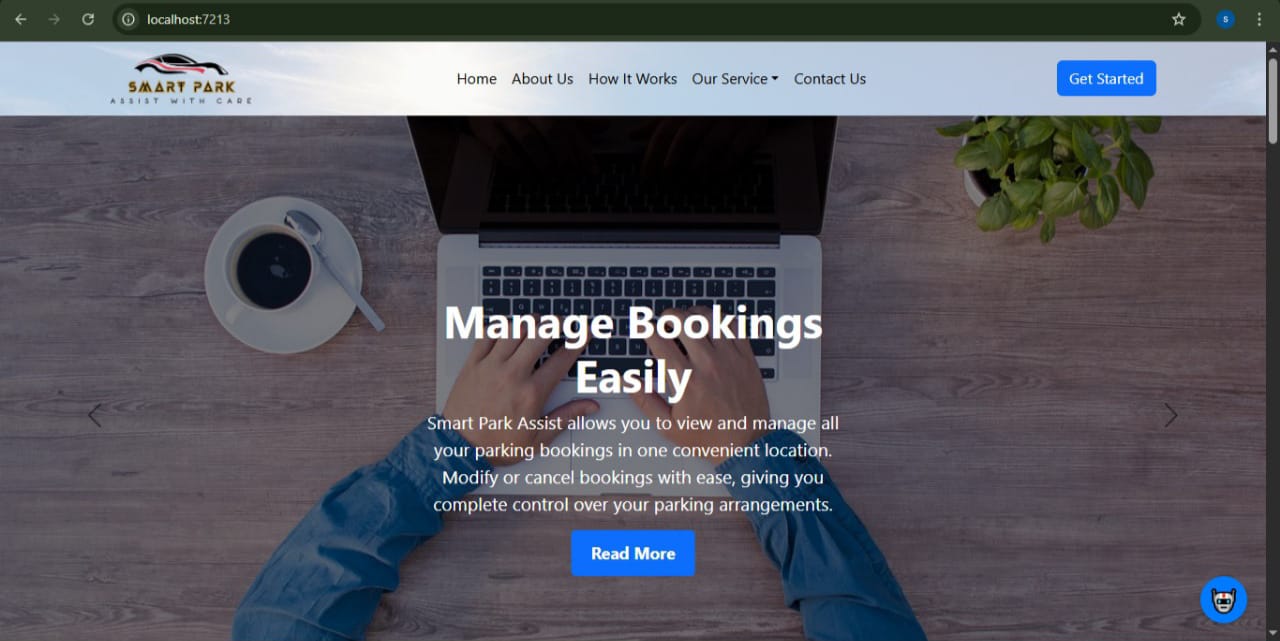 localhost:7213
S
SMART PARK
ASSIST WITH CARE
Home About Us How It Works Our Service Contact Us
Get Started
Manage Bookings
Easily
Smart Park Assist allows you to view and manage all
your parking bookings in one convenient location.
Modify or cancel bookings with ease, giving you
complete control over your parking arrangements.
Read More